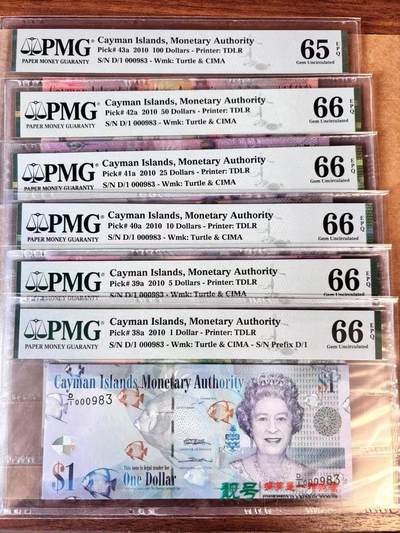 PMG
PAPER MONEY GUARANTY
Cayman Islands, Monetary Authority
Pick# 43a 2010 100 Dollars - Printer: TDLR
S/N D/1 000983 - Wmk: Turtle & CIMA
65 EPQ
Gem Uncirculated
PMG
PAPER MONEY GUARANTY
Cayman Islands, Monetary Authority
Pick# 42a 2010 50 Dollars - Printer: TDLR
S/N D/1 000983 - Wmk: Turtle & CIMA
66 EPQ
Gem Uncirculated
PMG
PAPER MONEY GUARANTY
Cayman Islands, Monetary Authority
Pick# 41a 2010 25 Dollars - Printer: TDLR
S/N D/1 000983 - Wmk: Turtle & CIMA
66 EPQ
Gem Uncirculated
PMG
PAPER MONEY GUARANTY
Cayman Islands, Monetary Authority
Pick# 40a 2010 10 Dollars - Printer: TDLR
S/N D/1 000983 - Wmk: Turtle & CIMA
66 EPQ
Gem Uncirculated
PMG
PAPER MONEY GUARANTY
Cayman Islands, Monetary Authority
Pick# 39a 2010 5 Dollars - Printer: TDLR
S/N D/1 000983 - Wmk: Turtle & CIMA
66 EPQ
PMG
PAPER MONEY GUARANTY
Cayman Islands, Monetary Authority
Pick# 38a 2010 1 Dollar - Printer: TDLR
S/N D/1 000983 - Wmk: Turtle & CIMA - S/N Prefix D/1
66 EPQ
Gem Uncirculated
Cayman Islands Monetary Authority $1
D/1 000983
This note is legal tender for
$1 One Dollar
D/1 000983
靓号